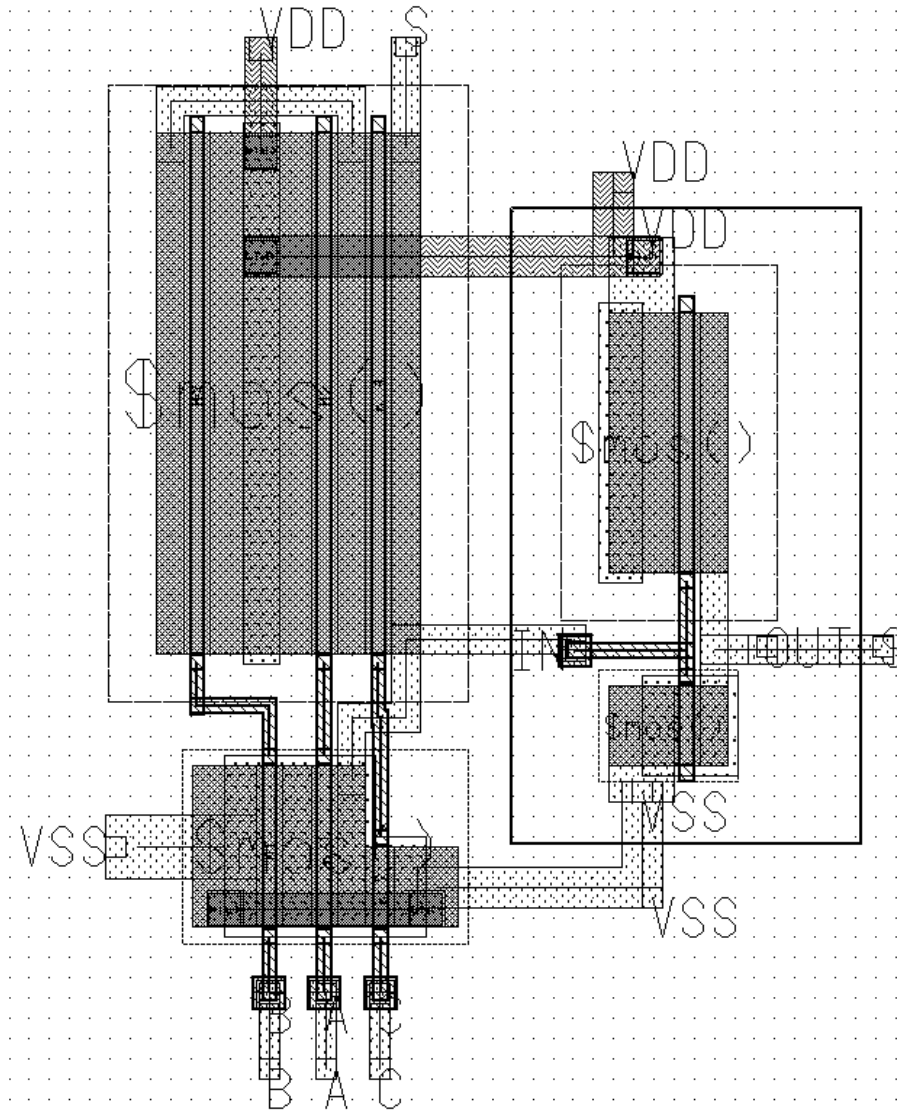 VDD S
VDD
VDD
$mos()
$mos()
IN OUT
$mos()
VSS
VSS $mos()
VSS
B A C
B A C